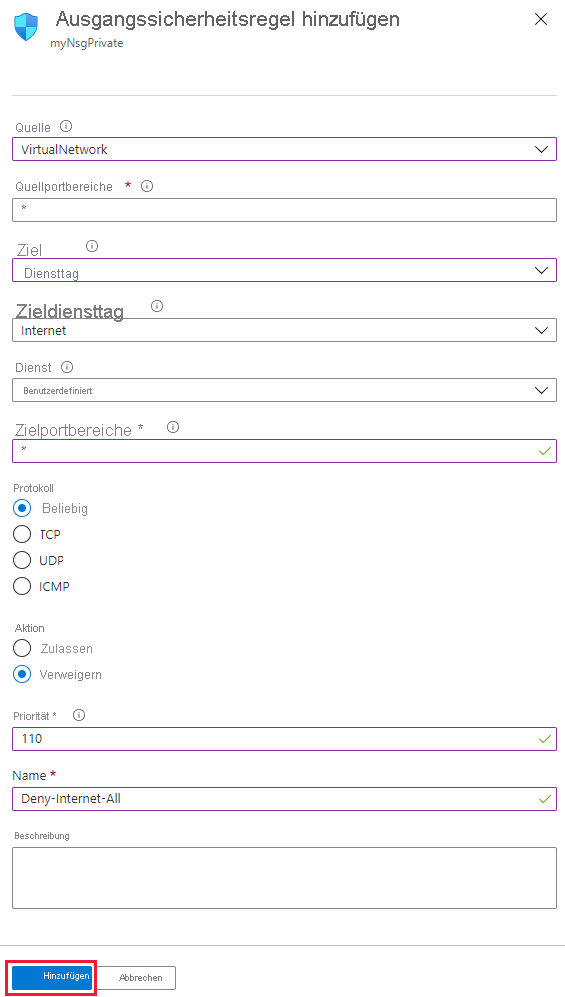 Ausgangssicherheitsregel hinzufügen
myNsgPrivate
Quelle
VirtualNetwork
Quellportbereiche *
*
Ziel
Diensttag
Zieldiensttag
Internet
Dienst
Benutzerdefiniert
Zielportbereiche *
*
Protokoll
Beliebig
TCP
UDP
ICMP
Aktion
Zulassen
Verweigern
Priorität *
110
Name *
Deny-Internet-All
Beschreibung
Hinzufügen Abbrechen